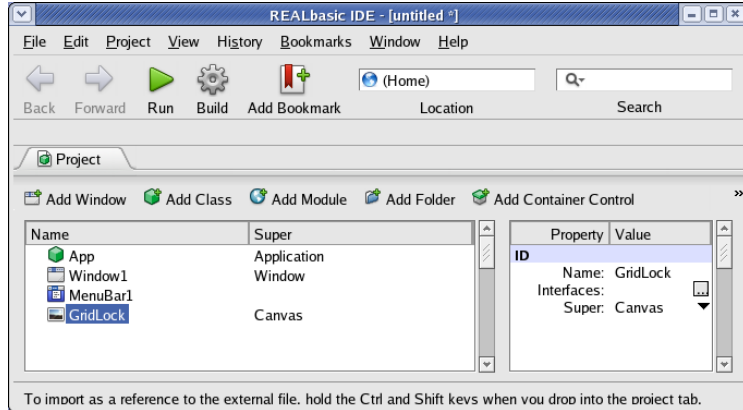 REALbasic IDE - [untitled *]
File Edit Project View History Bookmarks Window Help
(Home)
Back Forward Run Build Add Bookmark Location Search
Project
Add Window Add Class Add Module Add Folder Add Container Control »
Name Super
App Application
Window1 Window
MenuBar1
GridLock Canvas
Property Value
ID
Name: GridLock
Interfaces: ...
Super: Canvas
To import as a reference to the external file, hold the Ctrl and Shift keys when you drop into the project tab.